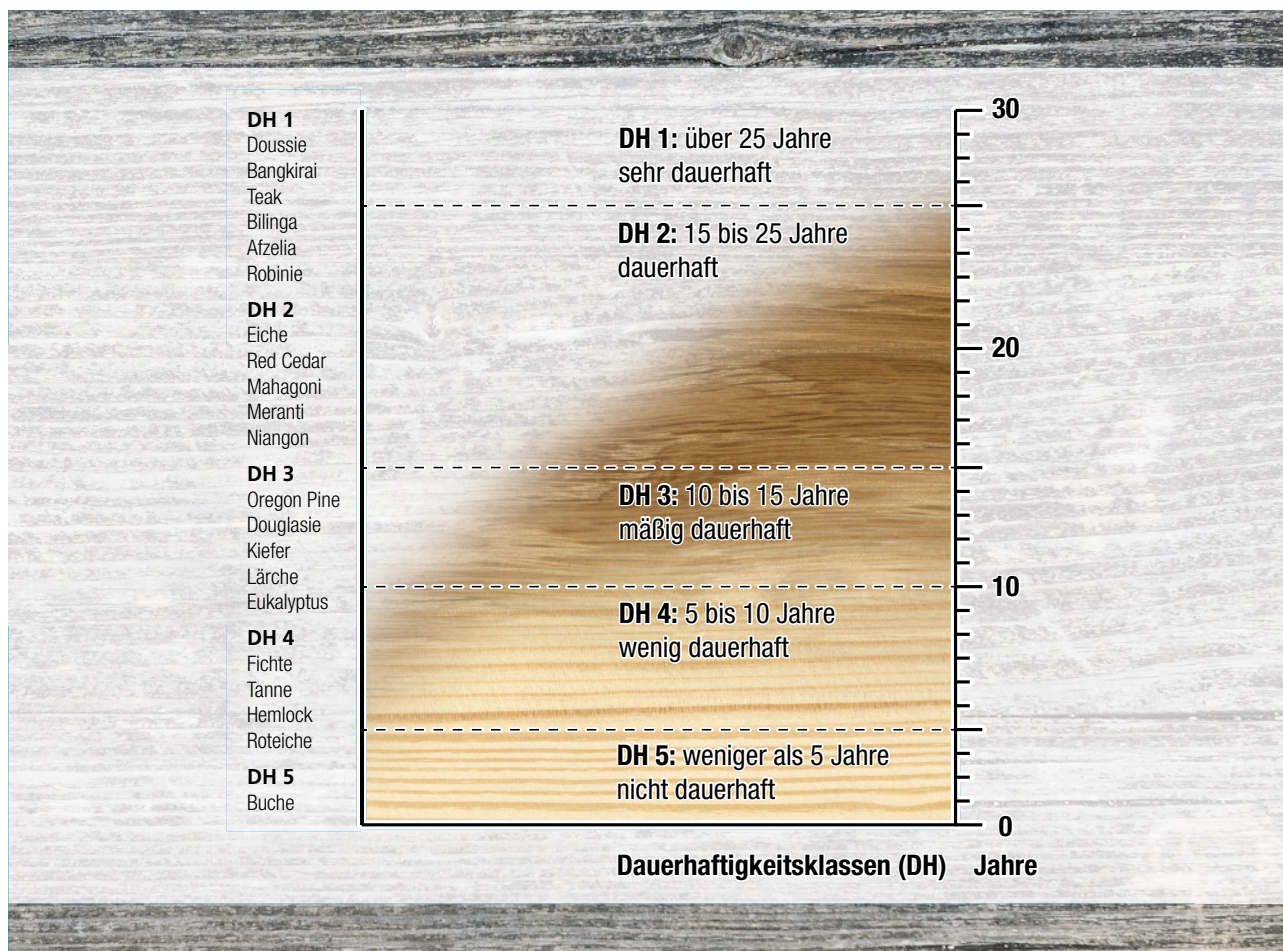 DH 1
Doussie
Bangkirai
Teak
Bilinga
Afzelia
Robinie
DH 2
Eiche
Red Cedar
Mahagoni
Meranti
Niangon
DH 3
Oregon Pine
Douglasie
Kiefer
Lärche
Eukalyptus
DH 4
Fichte
Tanne
Hemlock
Roteiche
DH 5
Buche
DH 1: über 25 Jahre
sehr dauerhaft
DH 2: 15 bis 25 Jahre
dauerhaft
DH 3: 10 bis 15 Jahre
mäßig dauerhaft
DH 4: 5 bis 10 Jahre
wenig dauerhaft
DH 5: weniger als 5 Jahre
nicht dauerhaft
30
20
10
0
Dauerhaftigkeitsklassen (DH) Jahre